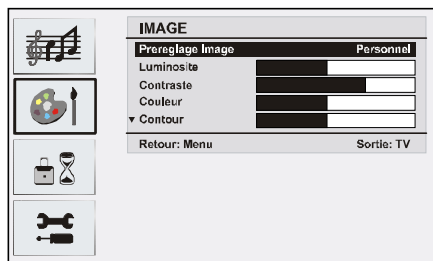 IMAGE
Prereglage Image Personnel
Luminosite
Contraste
Couleur
▼ Contour
Retour: Menu Sortie: TV